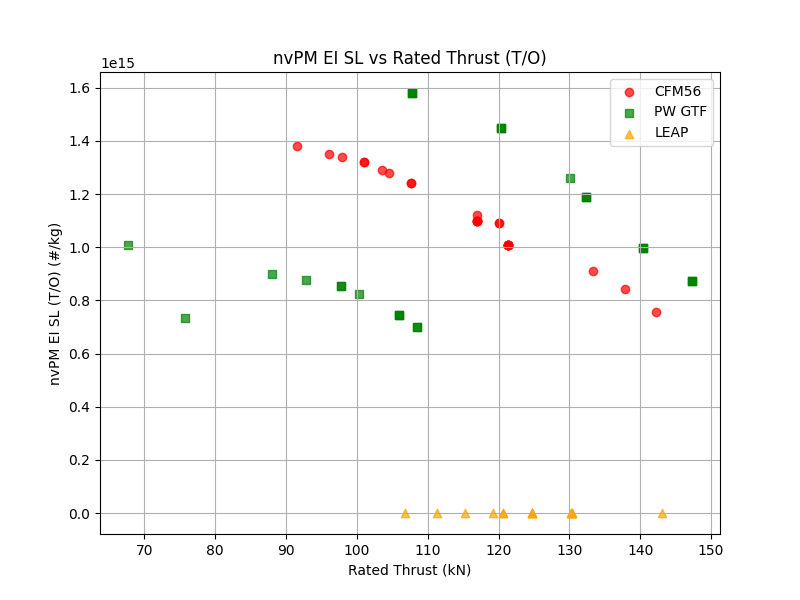 nvPM EI SL vs Rated Thrust (T/O)
1e15
CFM56
PW GTF
LEAP
1.6
1.4
1.2
1.0
0.8
0.6
0.4
0.2
0.0
nvPM EI SL (T/O) (#/kg)
70 80 90 100 110 120 130 140 150
Rated Thrust (kN)